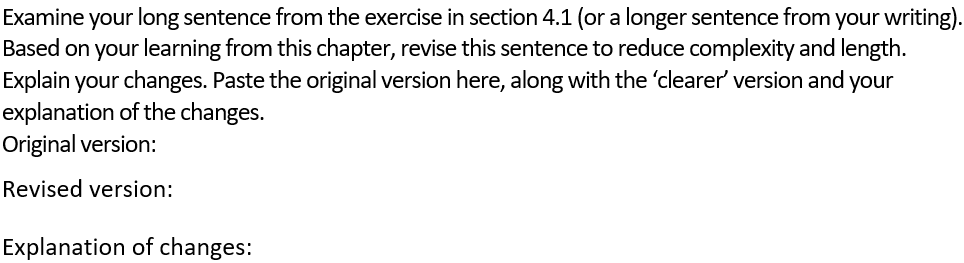 Examine your long sentence from the exercise in section 4.1 (or a longer sentence from your writing).
Based on your learning from this chapter, revise this sentence to reduce complexity and length.
Explain your changes. Paste the original version here, along with the ‘clearer’ version and your
explanation of the changes.
Original version:
Revised version:
Explanation of changes: